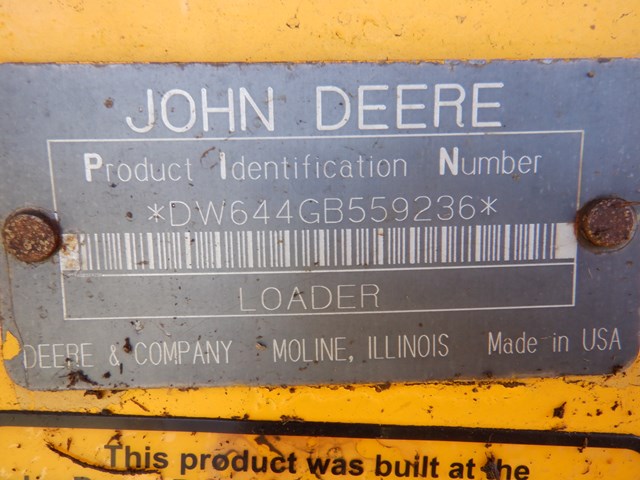 JOHN DEERE
Product Identification Number
*DW644GB559236*
LOADER
DEERE & COMPANY MOLINE, ILLINOIS Made in USA
This product was built at the